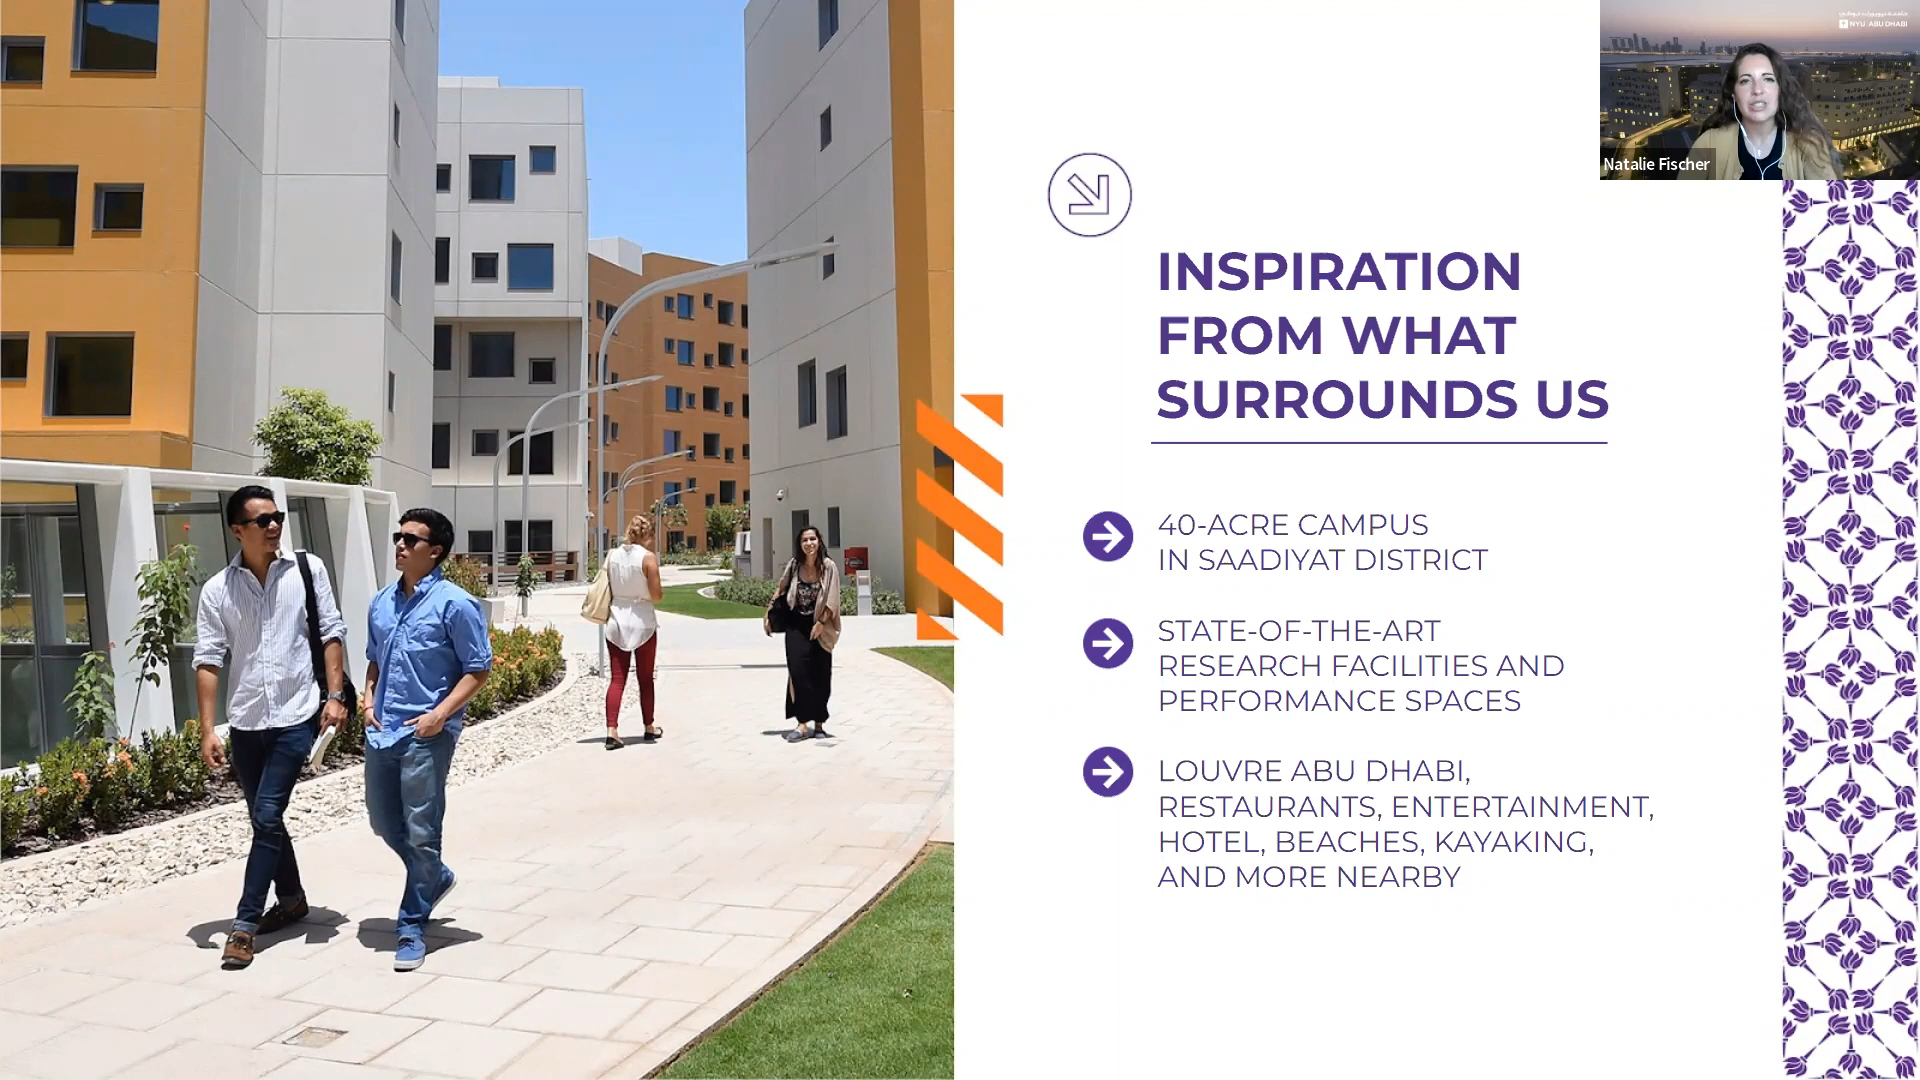 NYU ABU DHABI
Natalie Fischer
INSPIRATION
FROM WHAT
SURROUNDS US
40-ACRE CAMPUS
IN SAADIYAT DISTRICT
STATE-OF-THE-ART
RESEARCH FACILITIES AND
PERFORMANCE SPACES
LOUVRE ABU DHABI,
RESTAURANTS, ENTERTAINMENT,
HOTEL, BEACHES, KAYAKING,
AND MORE NEARBY